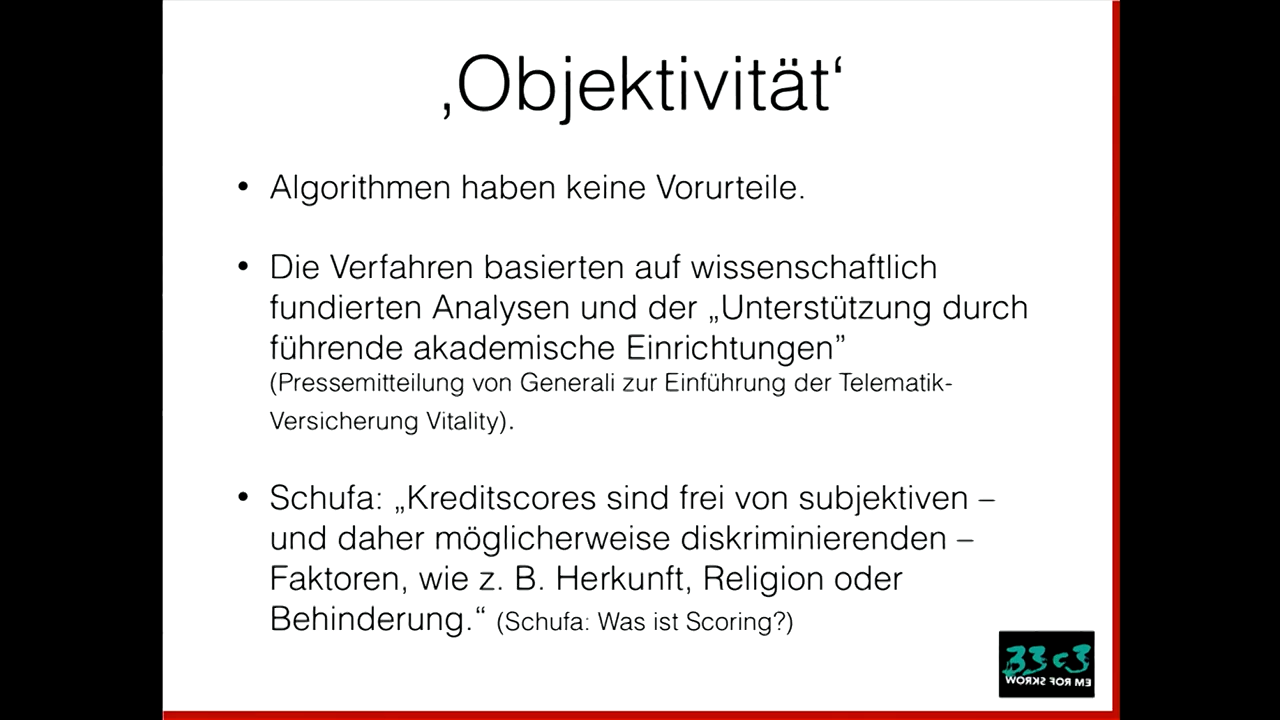 ‚Objektivität‘
• Algorithmen haben keine Vorurteile.
• Die Verfahren basierten auf wissenschaftlich
fundierten Analysen und der „Unterstützung durch
führende akademische Einrichtungen”
(Pressemitteilung von Generali zur Einführung der Telematik-
Versicherung Vitality).
• Schufa: „Kreditscores sind frei von subjektiven –
und daher möglicherweise diskriminierenden –
Faktoren, wie z. B. Herkunft, Religion oder
Behinderung.“ (Schufa: Was ist Scoring?)
33c3
WORKS FOR ME